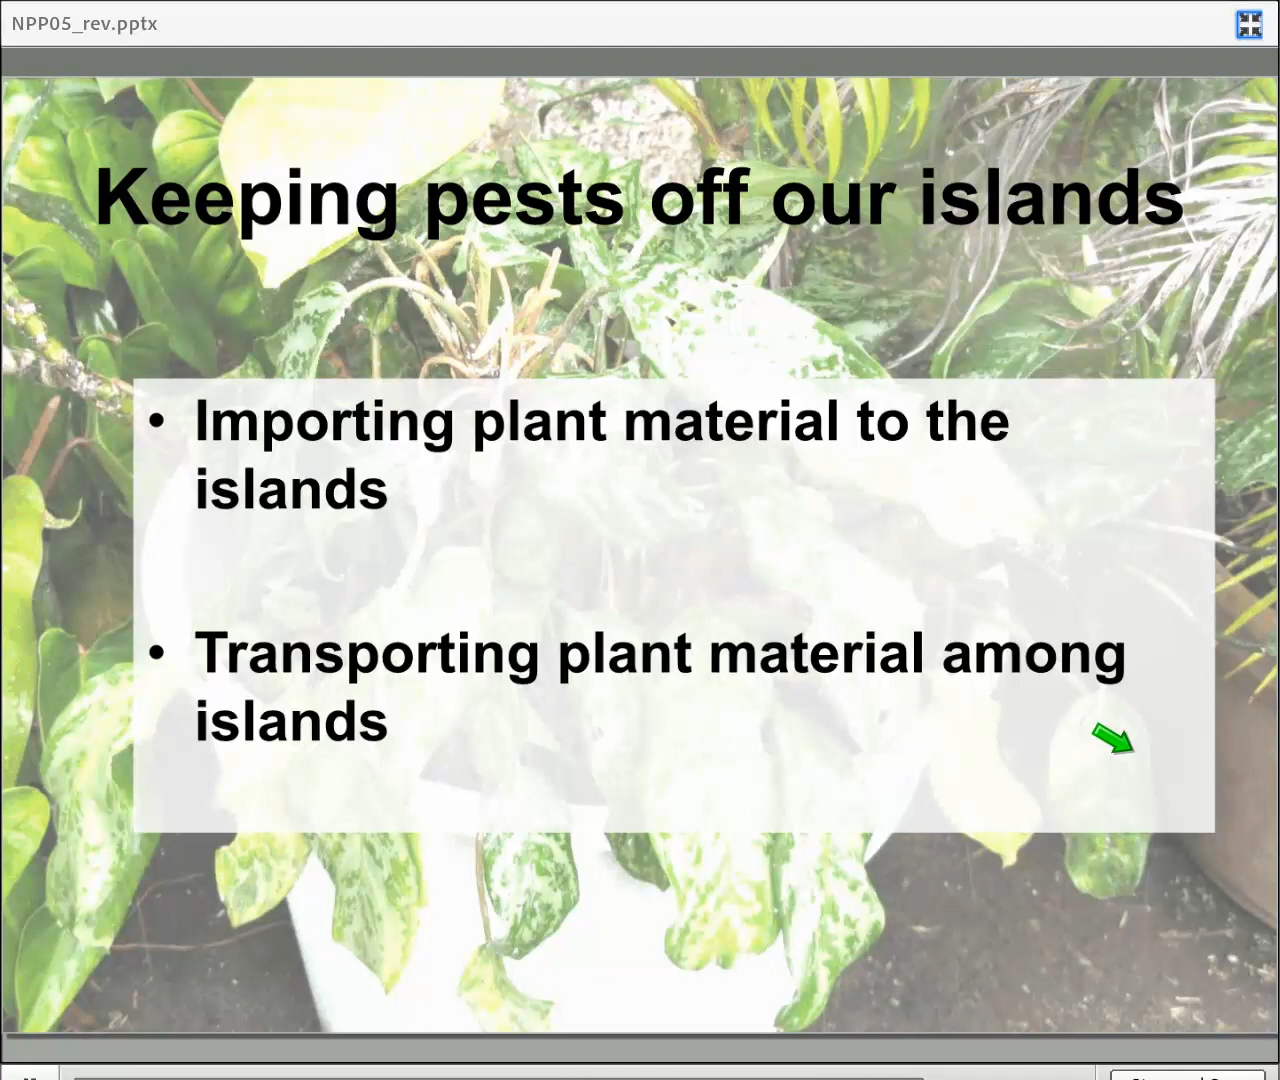 NPP05_rev.pptx
Keeping pests off our islands
• Importing plant material to the
islands
• Transporting plant material among
islands